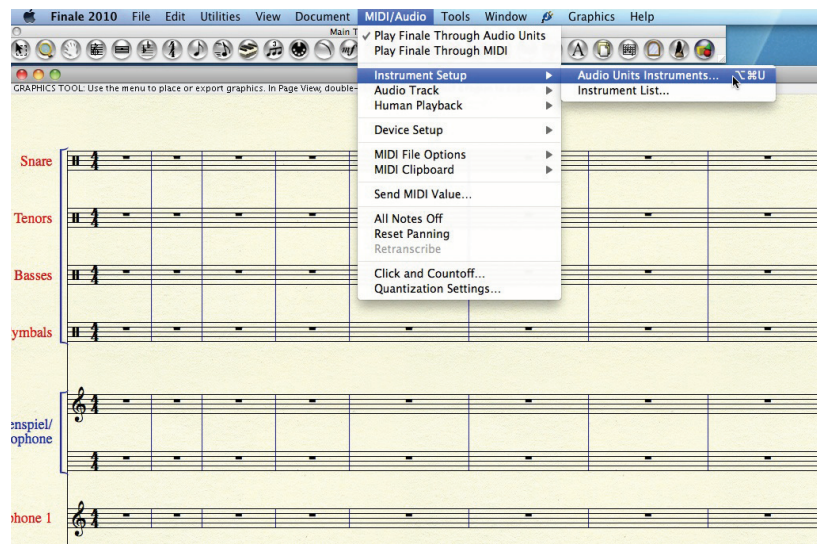 Finale 2010 File Edit Utilities View Document MIDI/Audio Tools Window Graphics Help
Main T
✓ Play Finale Through Audio Units
Play Finale Through MIDI
Instrument Setup ▶
Audio Units Instruments... ⌥⌘U
GRAPHICS TOOL: Use the menu to place or export graphics. In Page View, double-
Audio Track ▶
Instrument List...
Human Playback ▶
Device Setup ▶
MIDI File Options ▶
MIDI Clipboard ▶
Send MIDI Value...
All Notes Off
Reset Panning
Retranscribe
Click and Countoff...
Quantization Settings...
Snare
Tenors
Basses
ymbals
enspiel/
ophone
phone 1